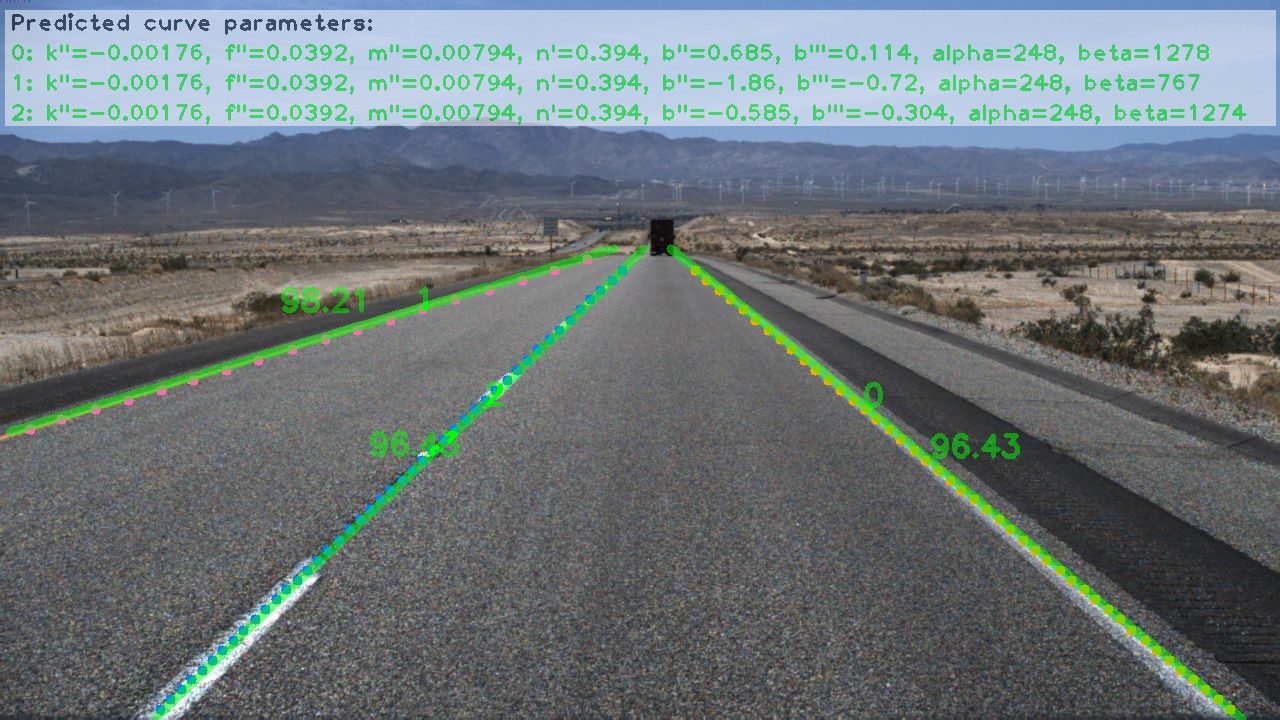 Predicted curve parameters:
0: k"=-0.00176, f"=0.0392, m"=0.00794, n'=0.394, b"=0.685, b'''=0.114, alpha=248, beta=1278
1: k"=-0.00176, f"=0.0392, m"=0.00794, n'=0.394, b"=-1.86, b'''=-0.72, alpha=248, beta=767
2: k"=-0.00176, f"=0.0392, m"=0.00794, n'=0.394, b"=-0.585, b'''=-0.304, alpha=248, beta=1274
98.21 1
2 0
96.43 96.43